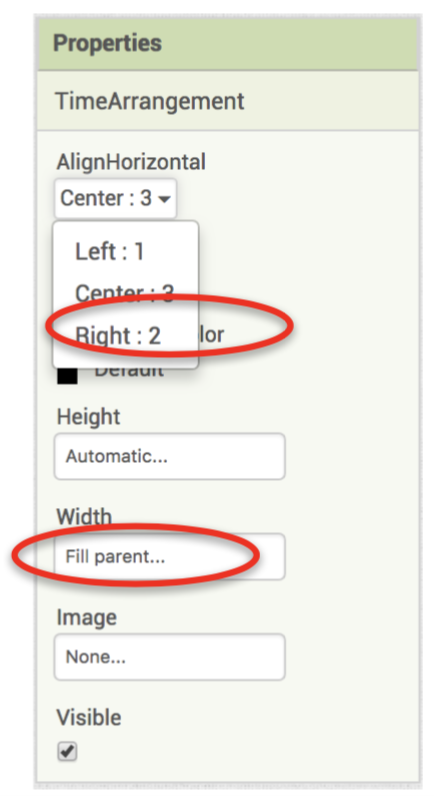 Properties
TimeArrangement
AlignHorizontal
Center : 3
Left : 1
Center : 3
Right : 2
lor
Default
Height
Automatic...
Width
Fill parent...
Image
None...
Visible